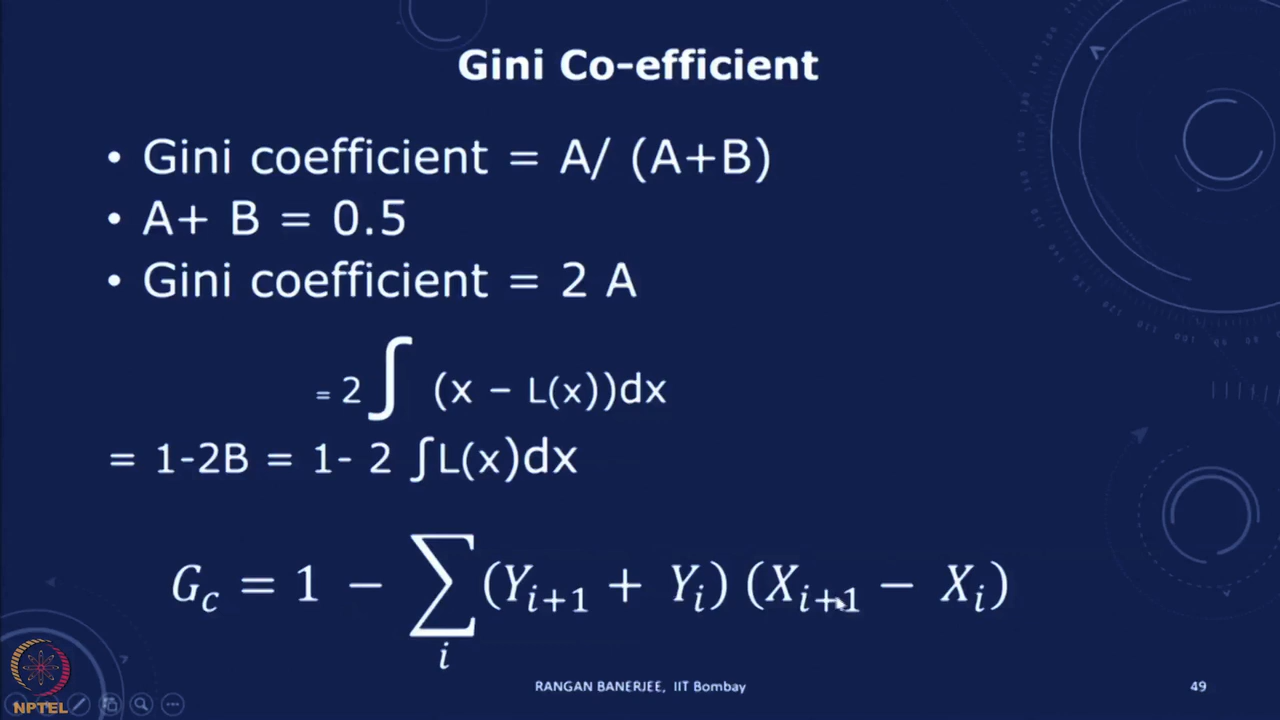 Gini Co-efficient
• Gini coefficient = A/ (A+B)
• A+ B = 0.5
• Gini coefficient = 2 A
= 2 ∫ (x – L(x))dx
= 1-2B = 1- 2 ∫L(x)dx
G_c = 1 − ∑_i (Y_{i+1} + Y_i) (X_{i+1} − X_i)
RANGAN BANERJEE, IIT Bombay
49
NPTEL